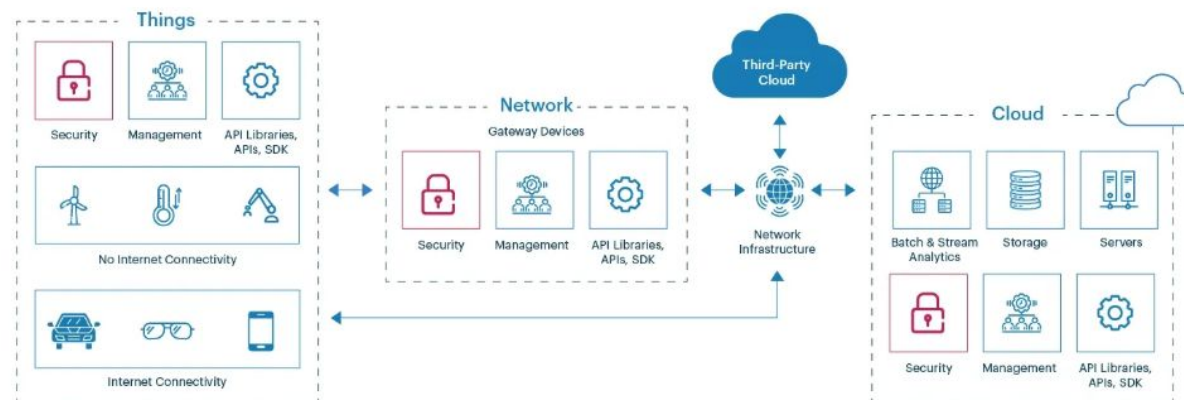 Things
Security
Management
API Libraries,
APIs, SDK
No Internet Connectivity
Internet Connectivity
Network
Gateway Devices
Security
Management
API Libraries,
APIs, SDK
Third-Party
Cloud
Network
Infrastructure
Cloud
Batch & Stream
Analytics
Storage
Servers
Security
Management
API Libraries,
APIs, SDK